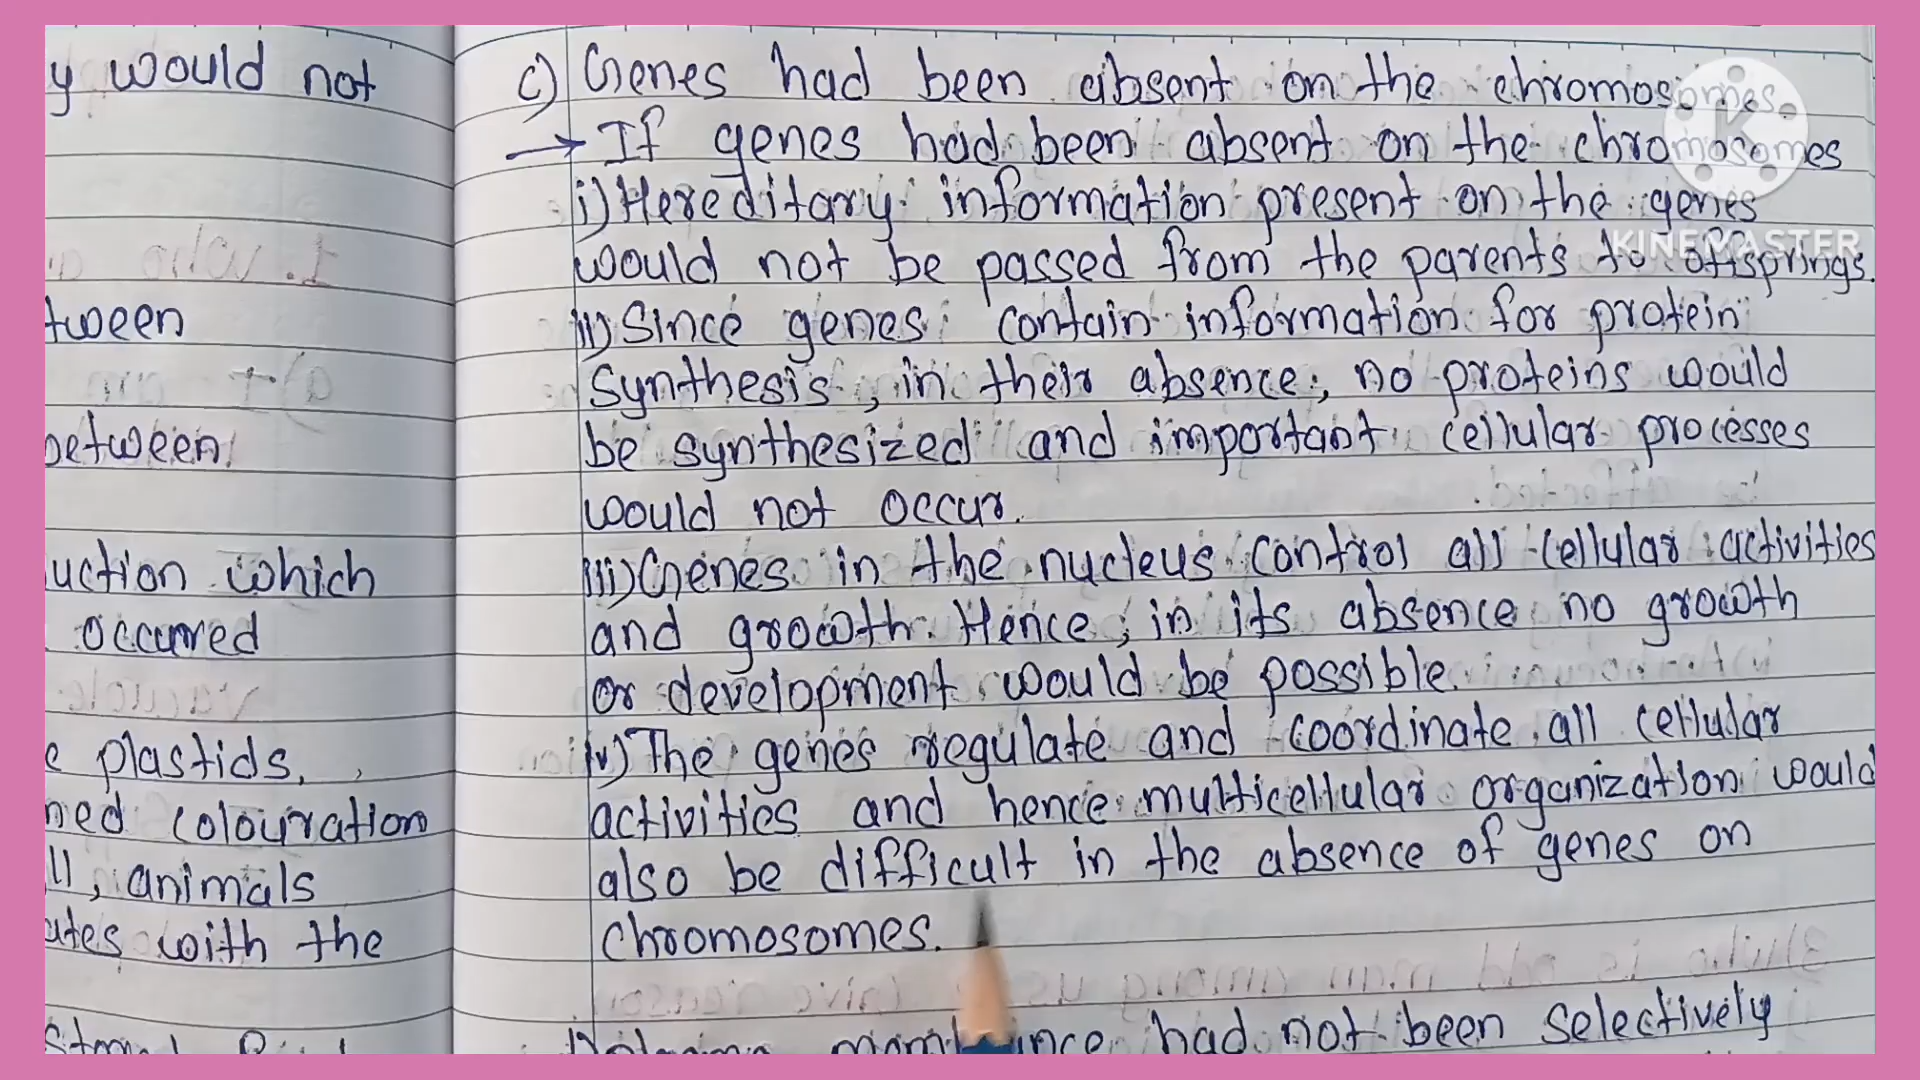 y would not
tween
between
uction which
occurred
e plastids,
ned colouration
ll, animals
ates with the
c) Genes had been absent on the chromosomes.
→ If genes had been absent on the chromosomes
i) Hereditary information present on the genes
would not be passed from the parents to offsprings.
ii) Since genes contain information for protein
synthesis, in their absence, no proteins would
be synthesized and important cellular processes
would not occur.
iii) Genes in the nucleus control all cellular activities
and growth. Hence, in its absence no growth
or development would be possible.
iv) The genes regulate and coordinate all cellular
activities and hence multicellular organization would
also be difficult in the absence of genes on
chromosomes.
had not been selectively
K
KINEMASTER